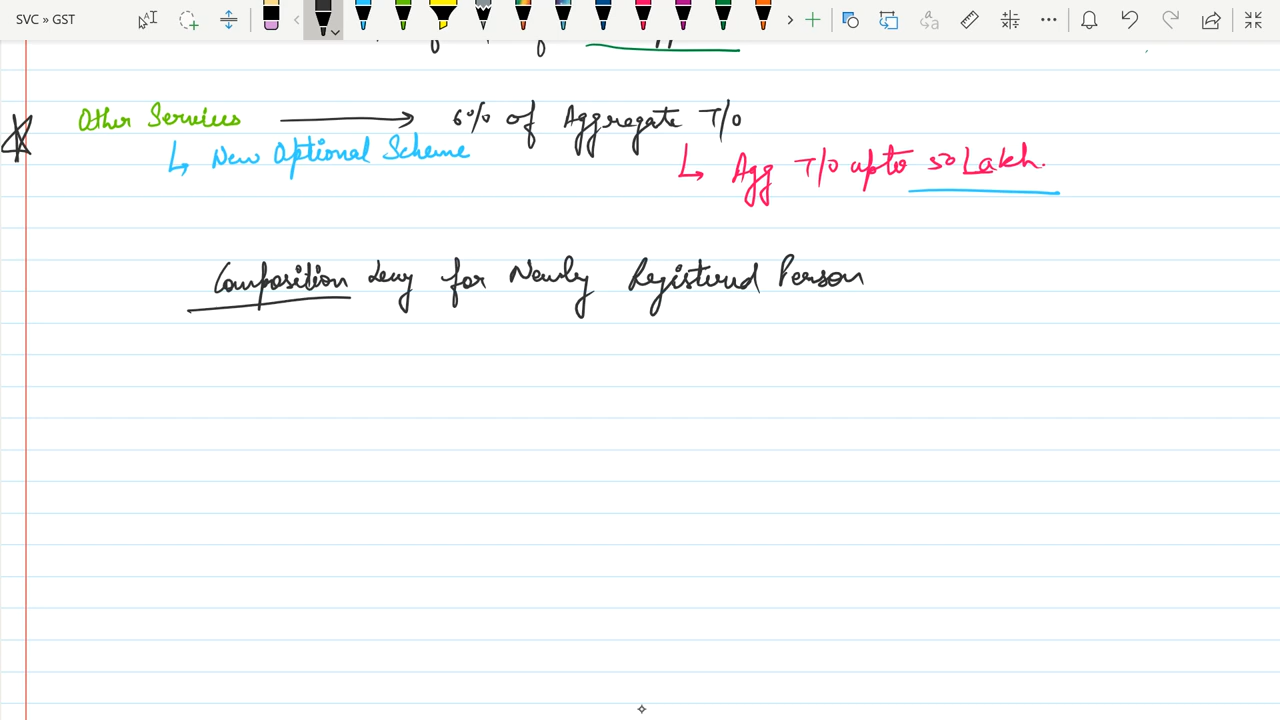 SVC » GST
Other Services → 6% of Aggregate T/O
↳ New Optional Scheme
↳ Agg T/O upto 50 Lakh.
Composition Levy for Newly Registered Person